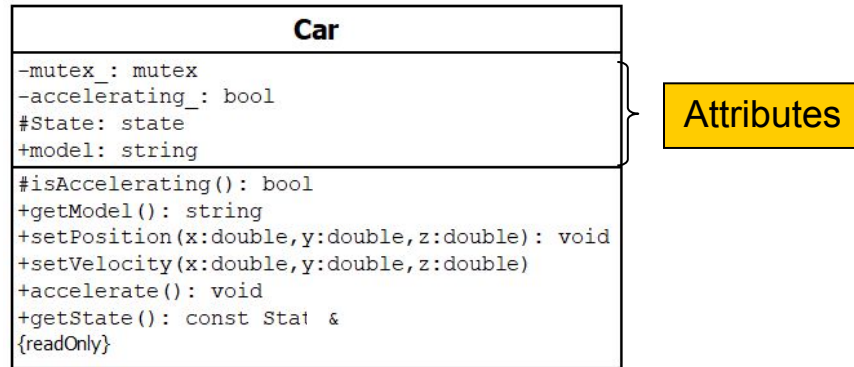 Car
-mutex_: mutex
-accelerating_: bool
#State: state
+model: string
Attributes
#isAccelerating(): bool
+getModel(): string
+setPosition(x:double,y:double,z:double): void
+setVelocity(x:double,y:double,z:double)
+accelerate(): void
+getState(): const Stat &
{readOnly}